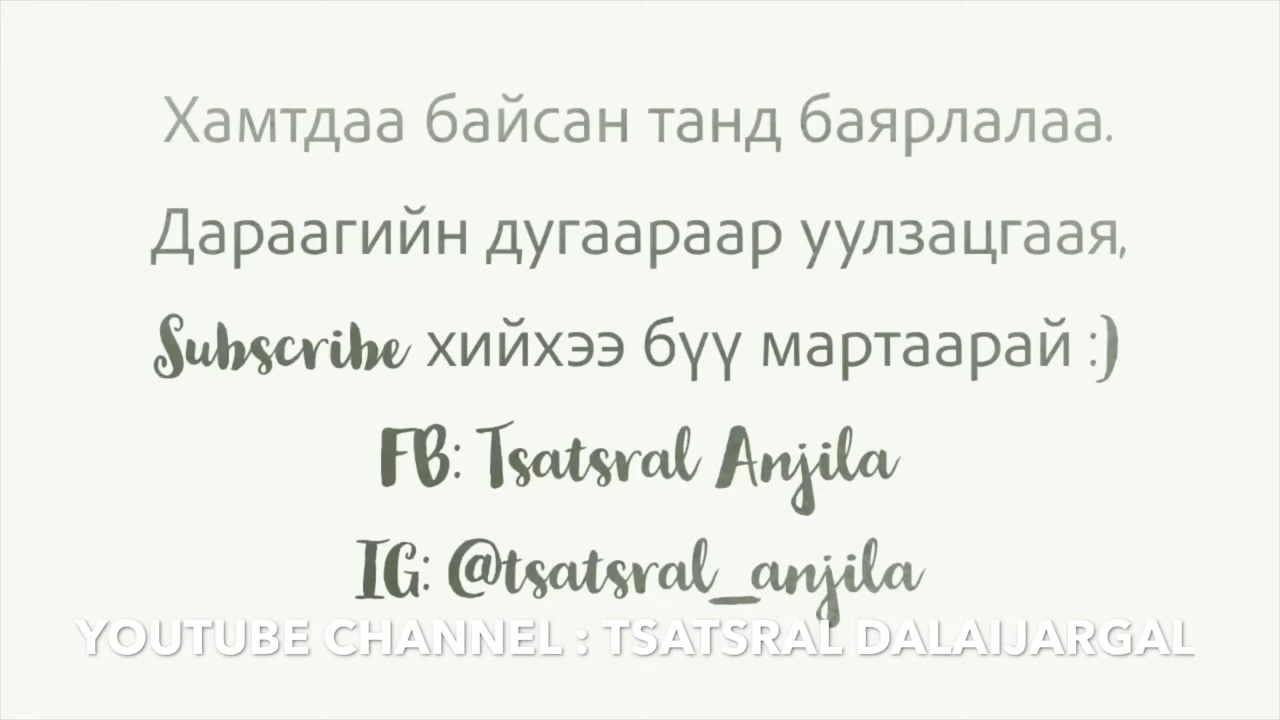 Хамтдаа байсан танд баярлалаа.
Дараагийн дугаараар уулзацгаая,
Subscribe хийхээ бүү мартаарай :)
FB: Tsatsral Anjila
IG: @tsatsral_anjila
YOUTUBE CHANNEL : TSATSRAL DALAIJARGAL